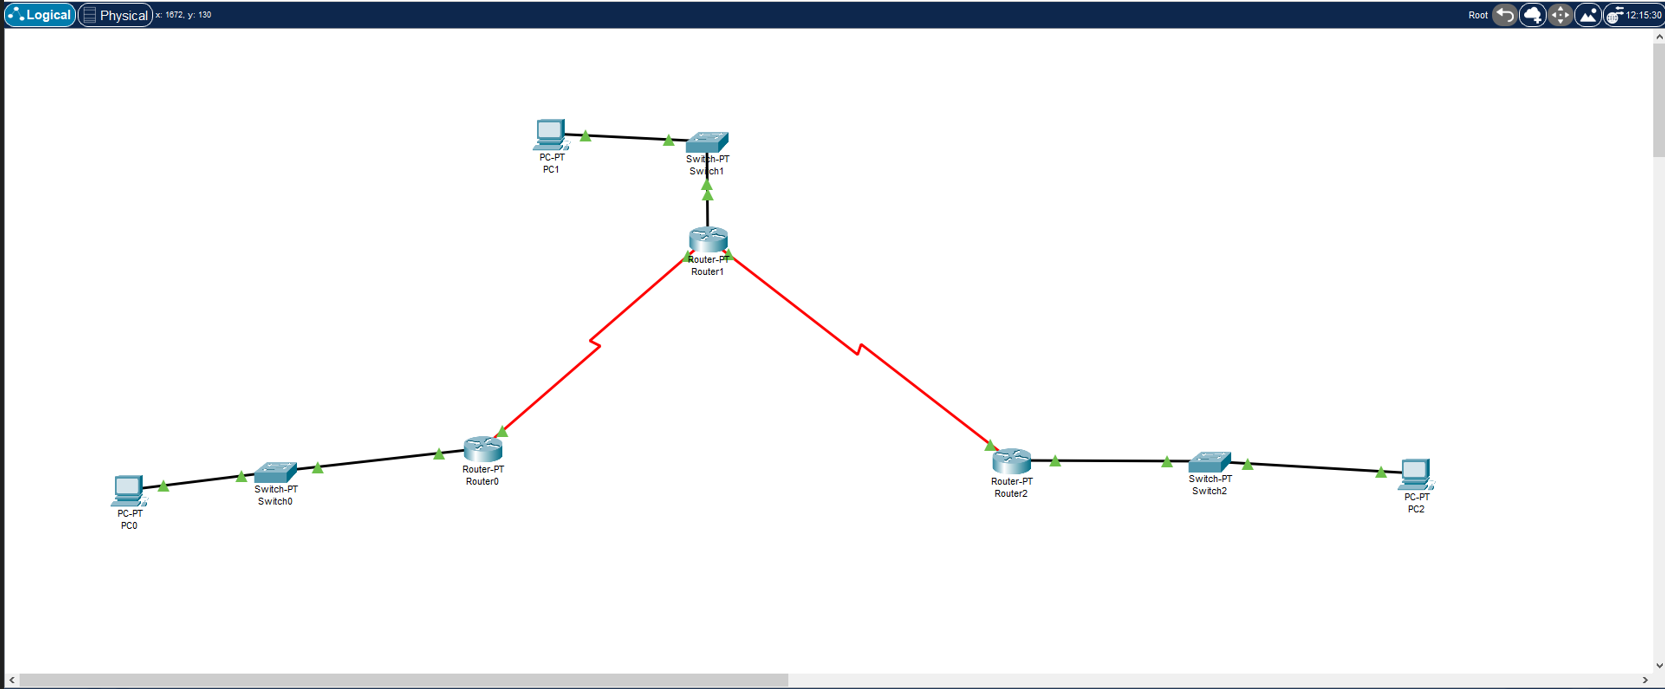 Logical Physical x: 1672, y: 130 Root 12:15:30
PC-PT
PC1
Switch-PT
Switch1
Router-PT
Router1
Router-PT
Router0
Switch-PT
Switch0
PC-PT
PC0
Router-PT
Router2
Switch-PT
Switch2
PC-PT
PC2